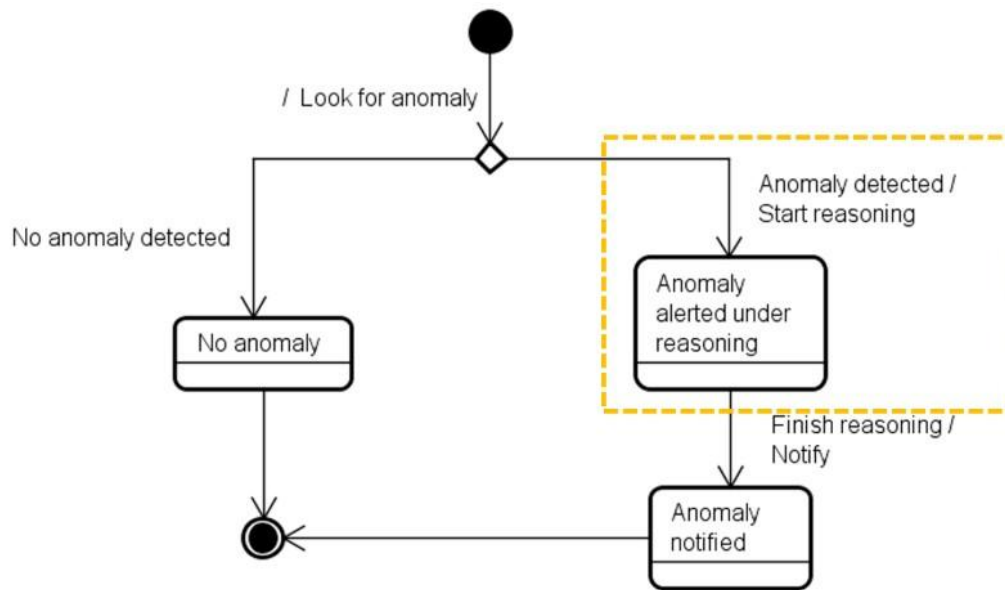 / Look for anomaly
Anomaly detected /
Start reasoning
No anomaly detected
Anomaly
alerted under
reasoning
No anomaly
Finish reasoning /
Notify
Anomaly
notified